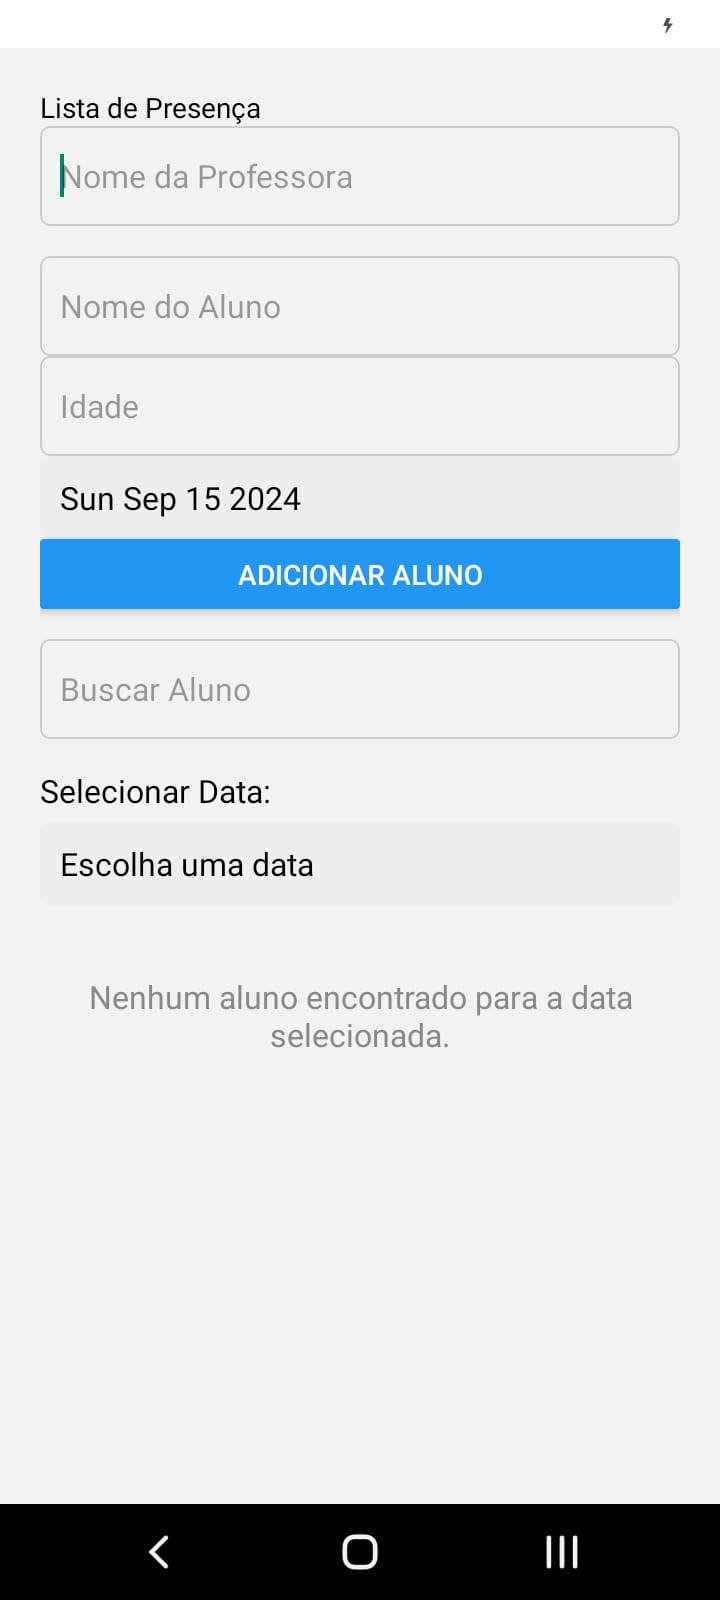 Lista de Presença
Nome da Professora
Nome do Aluno
Idade
Sun Sep 15 2024
ADICIONAR ALUNO
Buscar Aluno
Selecionar Data:
Escolha uma data
Nenhum aluno encontrado para a data
selecionada.